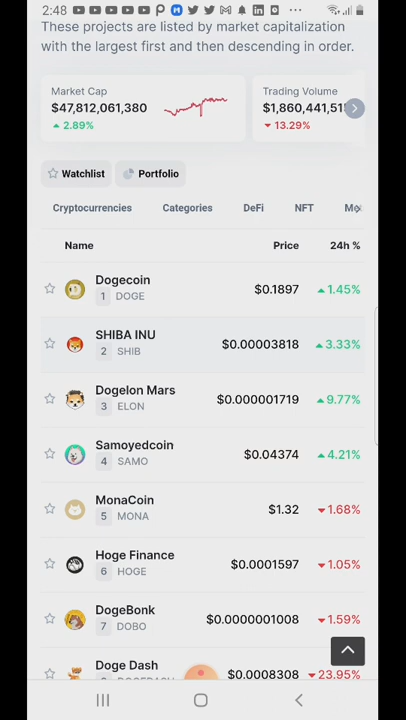 2:48
These projects are listed by market capitalization
with the largest first and then descending in order.
Market Cap
$47,812,061,380
2.89%
Trading Volume
$1,860,441,51
13.29%
Watchlist
Portfolio
Cryptocurrencies Categories DeFi NFT
Name Price 24h %
Dogecoin
1 DOGE $0.1897 1.45%
SHIBA INU
2 SHIB $0.00003818 3.33%
Dogelon Mars
3 ELON $0.000001719 9.77%
Samoyedcoin
4 SAMO $0.04374 4.21%
MonaCoin
5 MONA $1.32 1.68%
Hoge Finance
6 HOGE $0.0001597 1.05%
DogeBonk
7 DOBO $0.0000001008 1.59%
Doge Dash
$0.0008308 23.95%